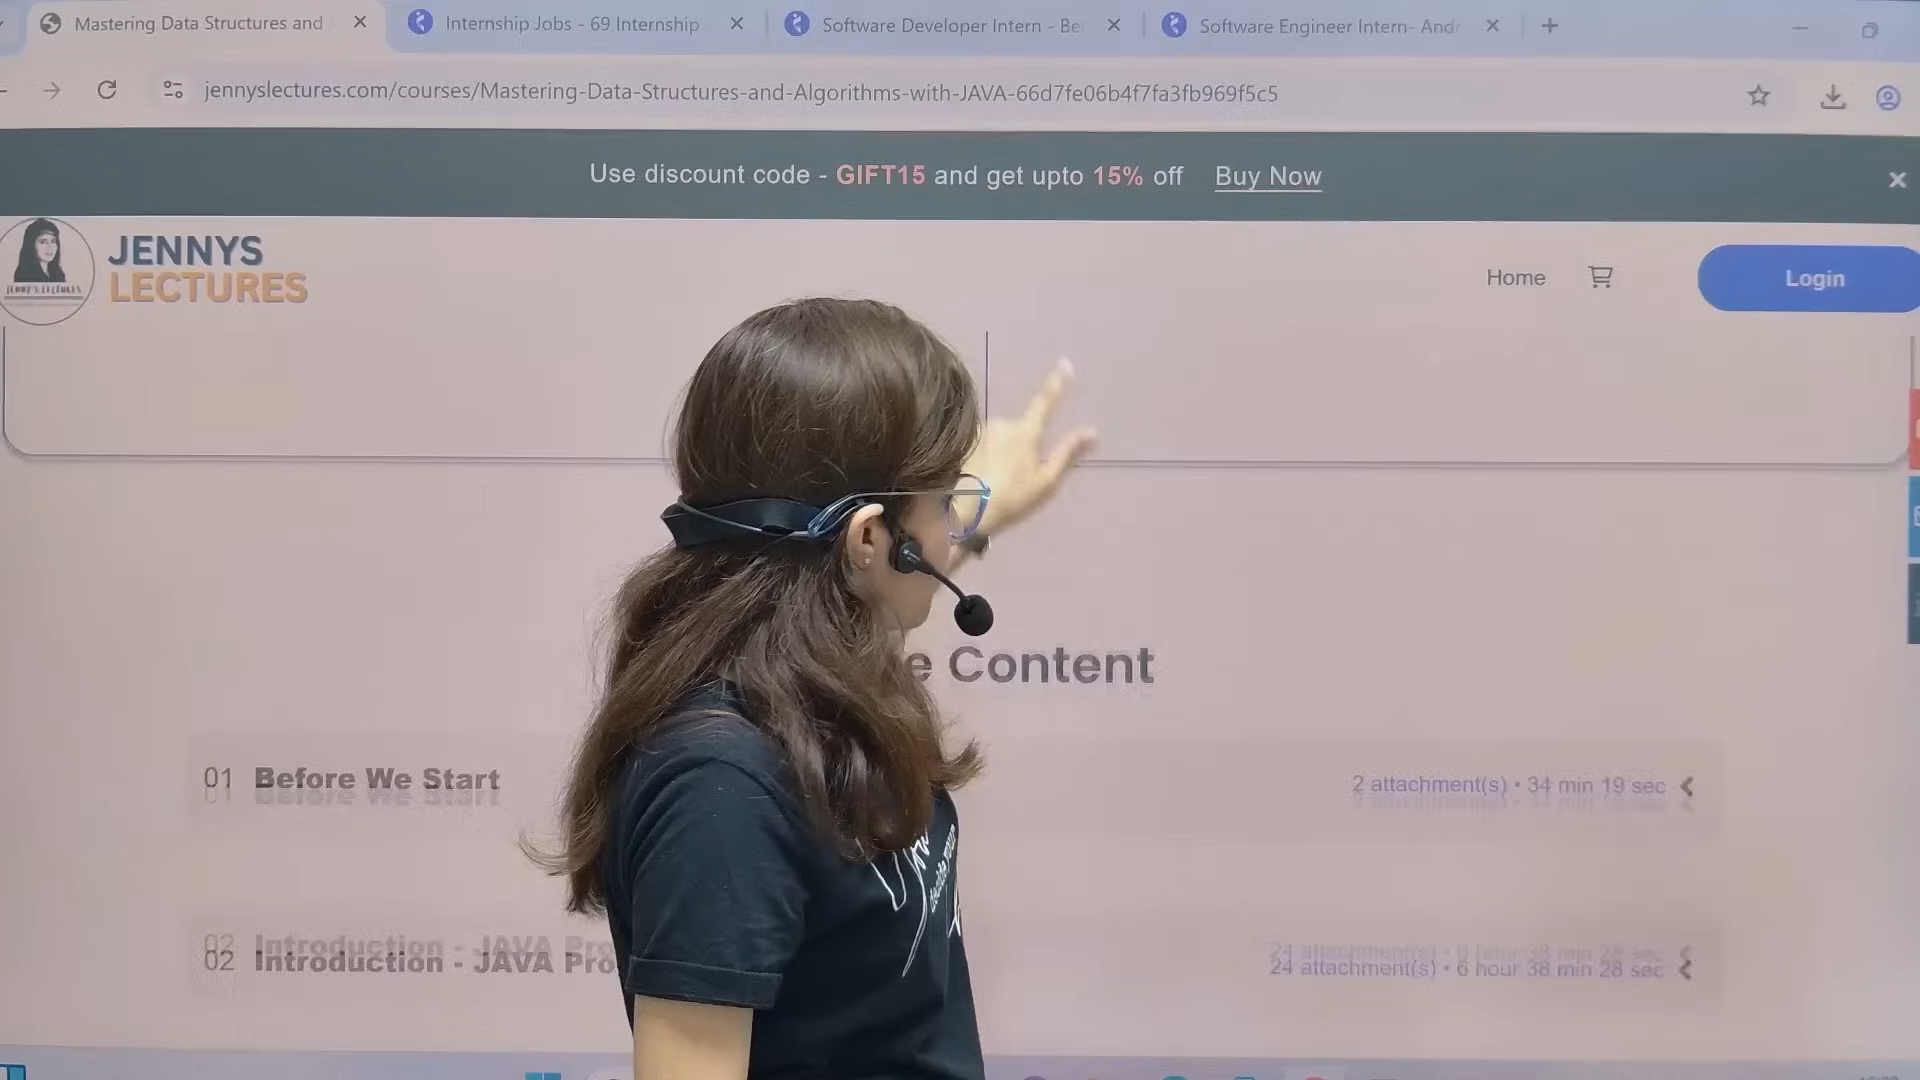 Mastering Data Structures and
Internship Jobs - 69 Internship
Software Developer Intern - Be
Software Engineer Intern- Andr
jennyslectures.com/courses/Mastering-Data-Structures-and-Algorithms-with-JAVA-66d7fe06b4f7fa3fb969f5c5
Use discount code - GIFT15 and get upto 15% off Buy Now
JENNYS
LECTURES
JENNY'S LECTURES
Home
Login
e Content
01 Before We Start
2 attachment(s) • 34 min 19 sec
02 Introduction - JAVA Pro
24 attachment(s) • 6 hour 38 min 28 sec